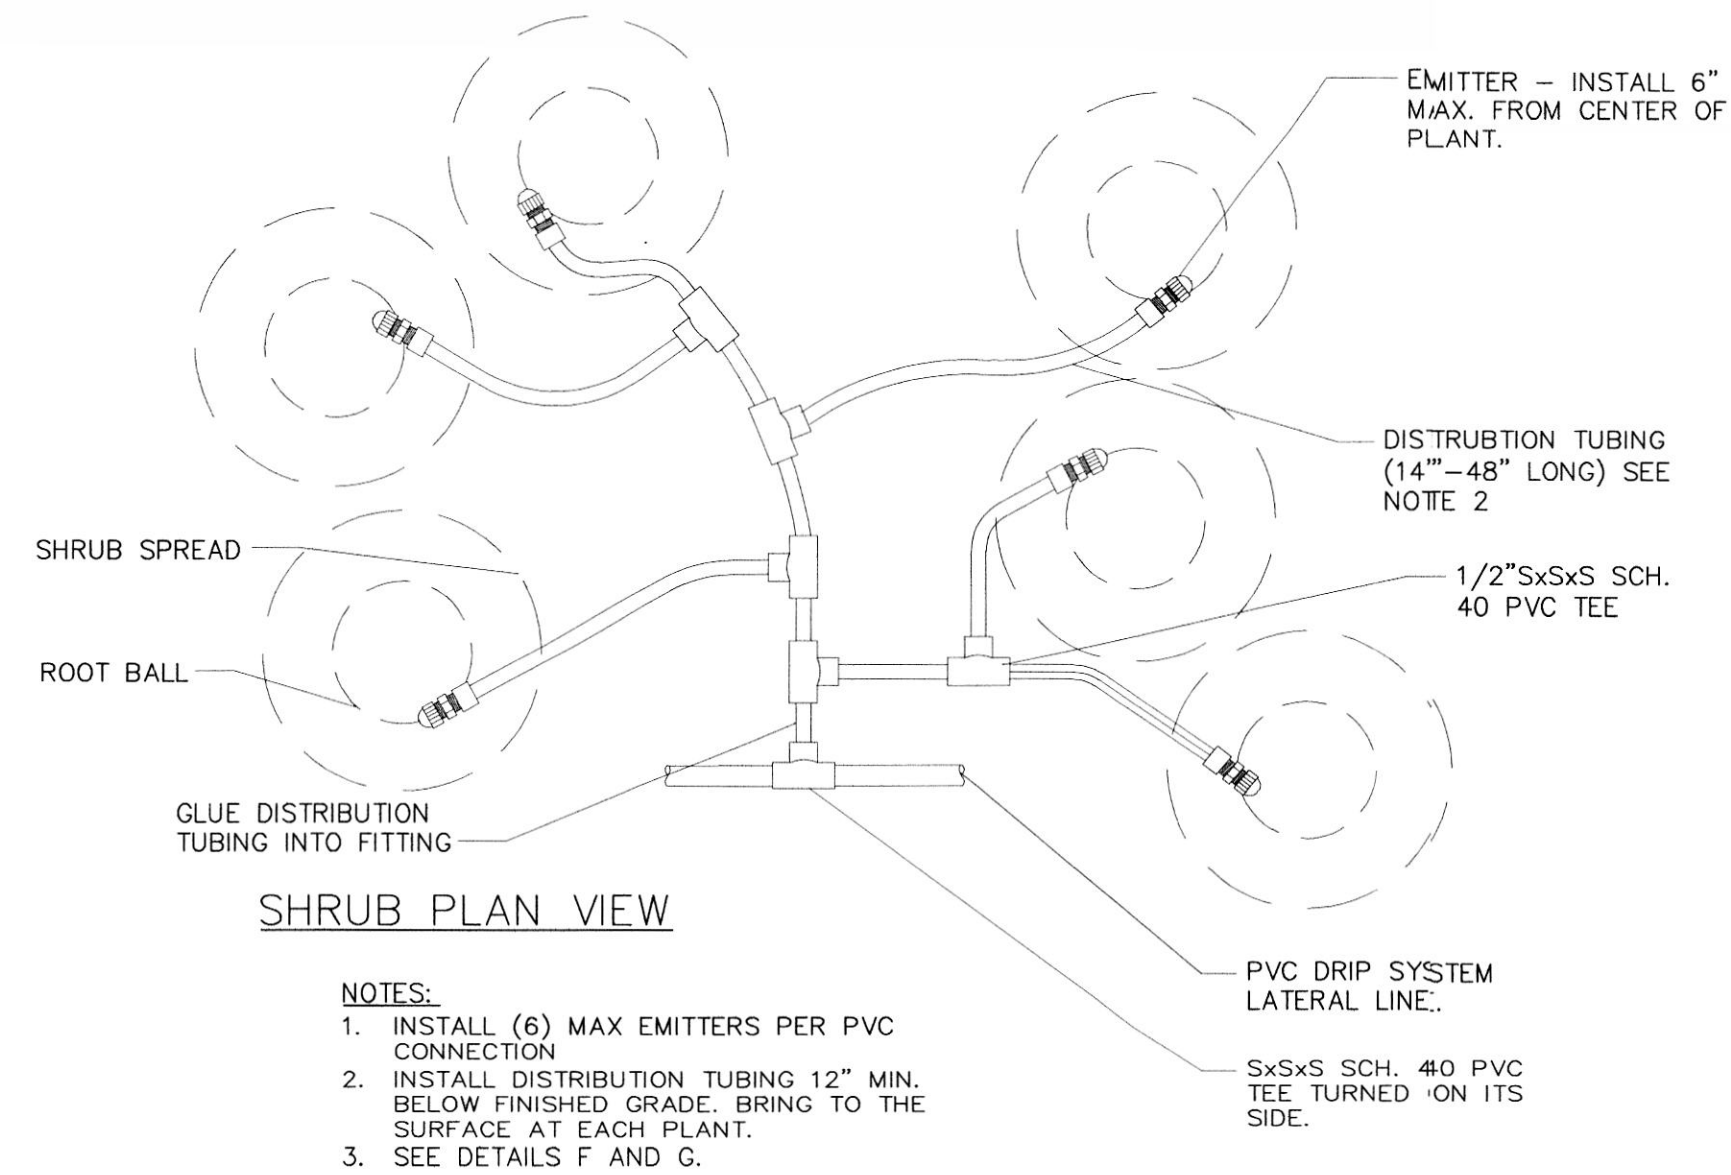 EMITTER – INSTALL 6"
MAX. FROM CENTER OF
PLANT.
DISTRUBTION TUBING
(14"–48" LONG) SEE
NOTE 2
SHRUB SPREAD
1/2"SxSxS SCH.
40 PVC TEE
ROOT BALL
GLUE DISTRIBUTION
TUBING INTO FITTING
SHRUB PLAN VIEW
PVC DRIP SYSTEM
LATERAL LINE.
SxSxS SCH. 40 PVC
TEE TURNED ON ITS
SIDE.
NOTES:
1. INSTALL (6) MAX EMITTERS PER PVC
CONNECTION
2. INSTALL DISTRIBUTION TUBING 12" MIN.
BELOW FINISHED GRADE. BRING TO THE
SURFACE AT EACH PLANT.
3. SEE DETAILS F AND G.